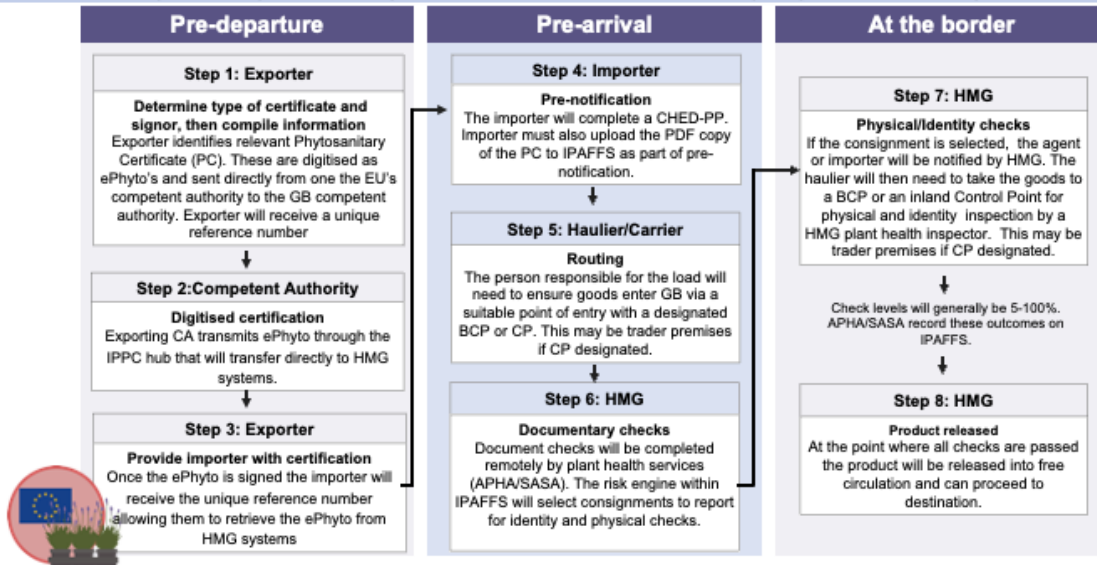 Pre-departure
Step 1: Exporter
Determine type of certificate and
signor, then compile information
Exporter identifies relevant Phytosanitary
Certificate (PC). These are digitised as
ePhyto's and sent directly from one the EU's
competent authority to the GB competent
authority. Exporter will receive a unique
reference number
Step 2:Competent Authority
Digitised certification
Exporting CA transmits ePhyto through the
IPPC hub that will transfer directly to HMG
systems.
Step 3: Exporter
Provide importer with certification
Once the ePhyto is signed the importer will
receive the unique reference number
allowing them to retrieve the ePhyto from
HMG systems
Pre-arrival
Step 4: Importer
Pre-notification
The importer will complete a CHED-PP.
Importer must also upload the PDF copy
of the PC to IPAFFS as part of pre-
notification.
Step 5: Haulier/Carrier
Routing
The person responsible for the load will
need to ensure goods enter GB via a
suitable point of entry with a designated
BCP or CP. This may be trader premises
if CP designated.
Step 6: HMG
Documentary checks
Document checks will be completed
remotely by plant health services
(APHA/SASA). The risk engine within
IPAFFS will select consignments to report
for identity and physical checks.
At the border
Step 7: HMG
Physical/Identity checks
If the consignment is selected, the agent
or importer will be notified by HMG. The
haulier will then need to take the goods to
a BCP or an inland Control Point for
physical and identity inspection by a
HMG plant health inspector. This may be
trader premises if CP designated.
Check levels will generally be 5-100%.
APHA/SASA record these outcomes on
IPAFFS.
Step 8: HMG
Product released
At the point where all checks are passed
the product will be released into free
circulation and can proceed to
destination.